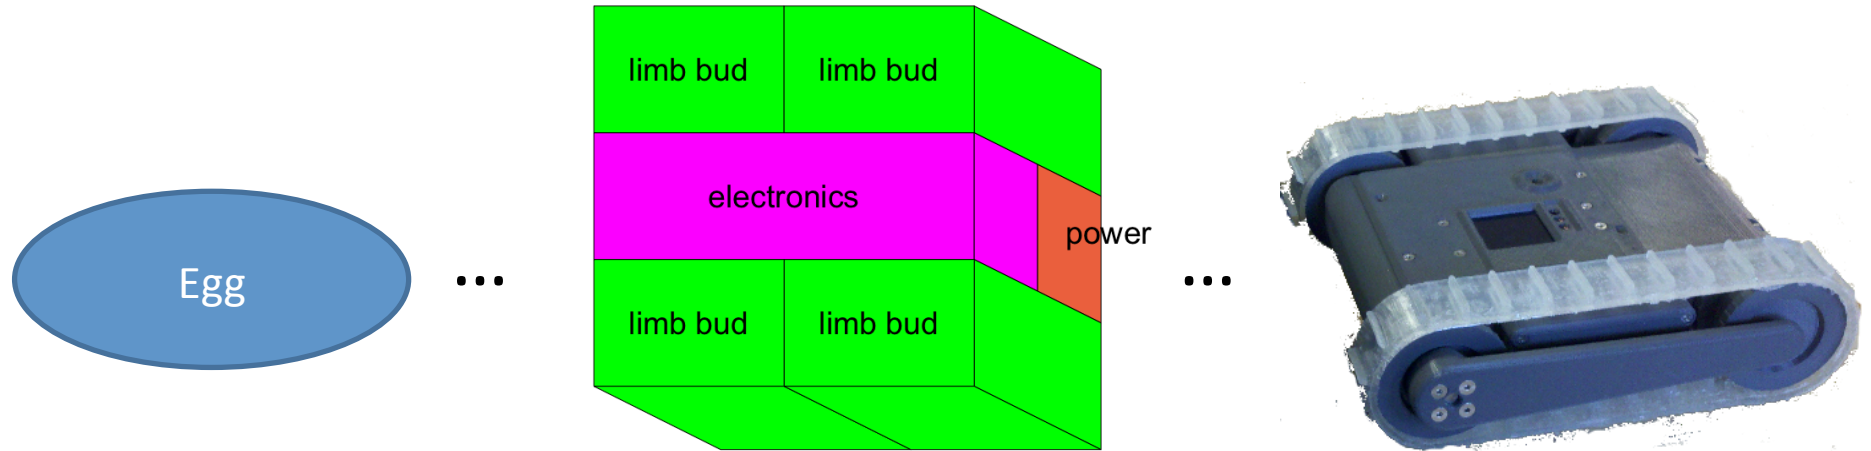 Egg
...
limb bud
limb bud
electronics
power
limb bud
limb bud
...